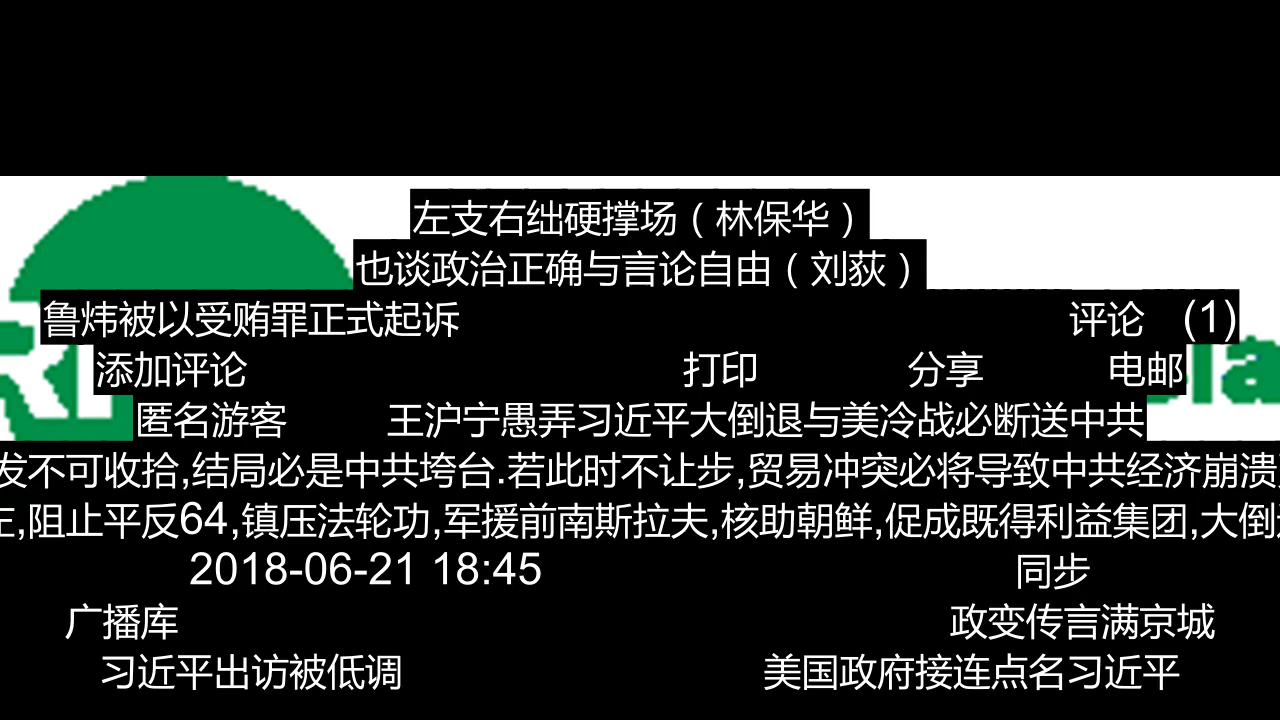 左支右绌硬撑场（林保华）
也谈政治正确与言论自由（刘荻）
鲁炜被以受贿罪正式起诉 评论 (1)
添加评论 打印 分享 电邮
匿名游客 王沪宁愚弄习近平大倒退与美冷战必断送中共
发不可收拾,结局必是中共垮台.若此时不让步,贸易冲突必将导致中共经济崩溃
,阻止平反64,镇压法轮功,军援前南斯拉夫,核助朝鲜,促成既得利益集团,大倒
2018-06-21 18:45 同步
广播库 政变传言满京城
习近平出访被低调 美国政府接连点名习近平